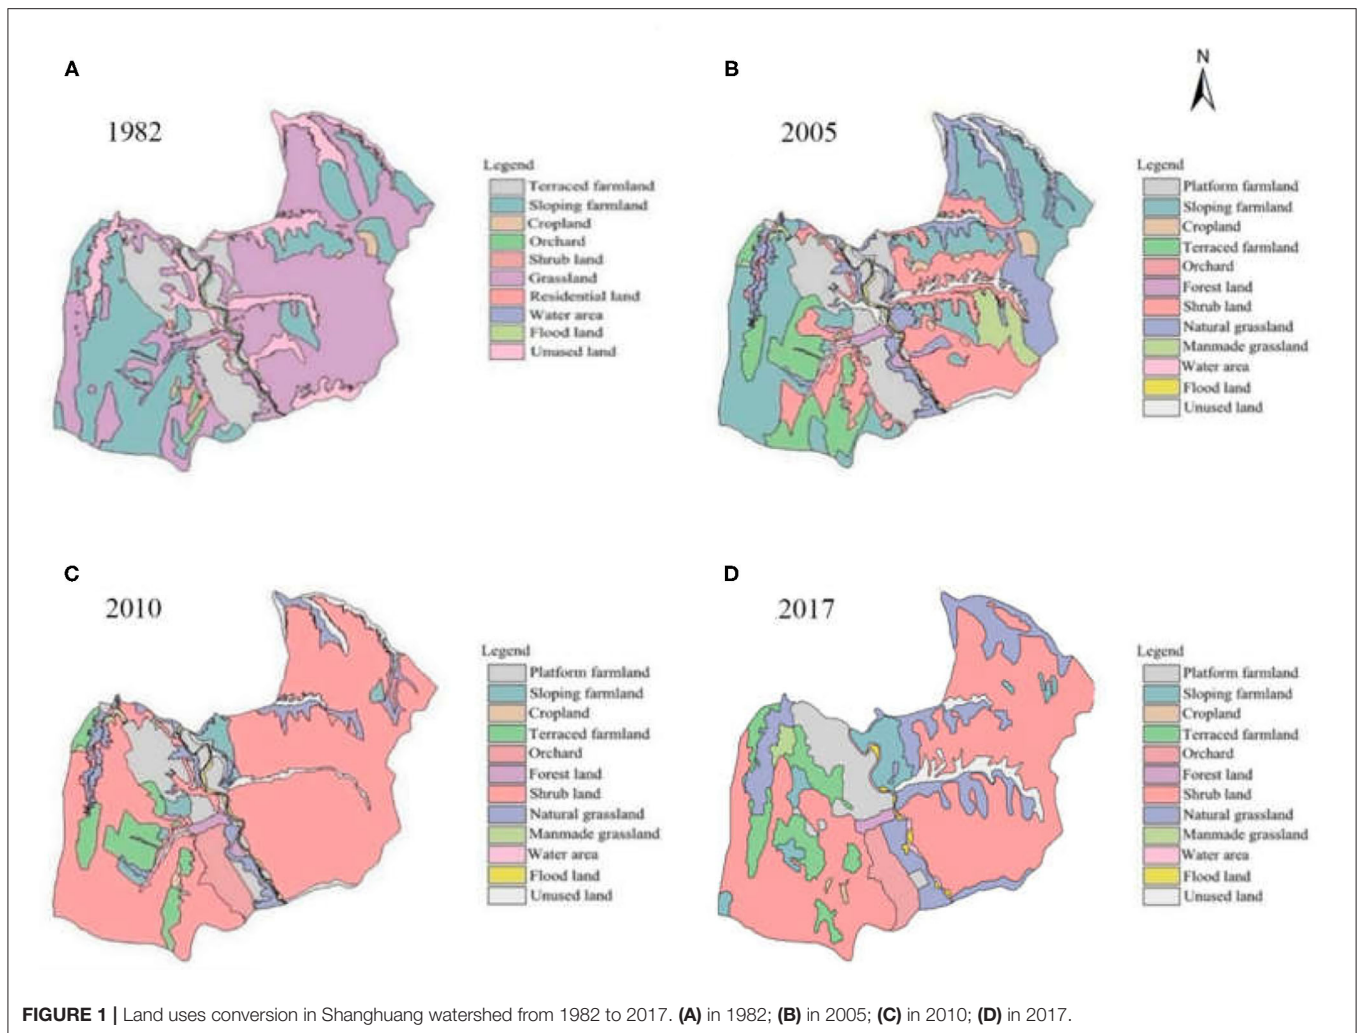 A
1982
Legend
Terraced farmland
Sloping farmland
Cropland
Orchard
Shrub land
Grassland
Residential land
Water area
Flood land
Unused land
B
2005
N
Legend
Platform farmland
Sloping farmland
Cropland
Terraced farmland
Orchard
Forest land
Shrub land
Natural grassland
Manmade grassland
Water area
Flood land
Unused land
C
2010
Legend
Platform farmland
Sloping farmland
Cropland
Terraced farmland
Orchard
Forest land
Shrub land
Natural grassland
Manmade grassland
Water area
Flood land
Unused land
D
2017
Legend
Platform farmland
Sloping farmland
Cropland
Terraced farmland
Orchard
Forest land
Shrub land
Natural grassland
Manmade grassland
Water area
Flood land
Unused land
FIGURE 1 | Land uses conversion in Shanghuang watershed from 1982 to 2017. (A) in 1982; (B) in 2005; (C) in 2010; (D) in 2017.